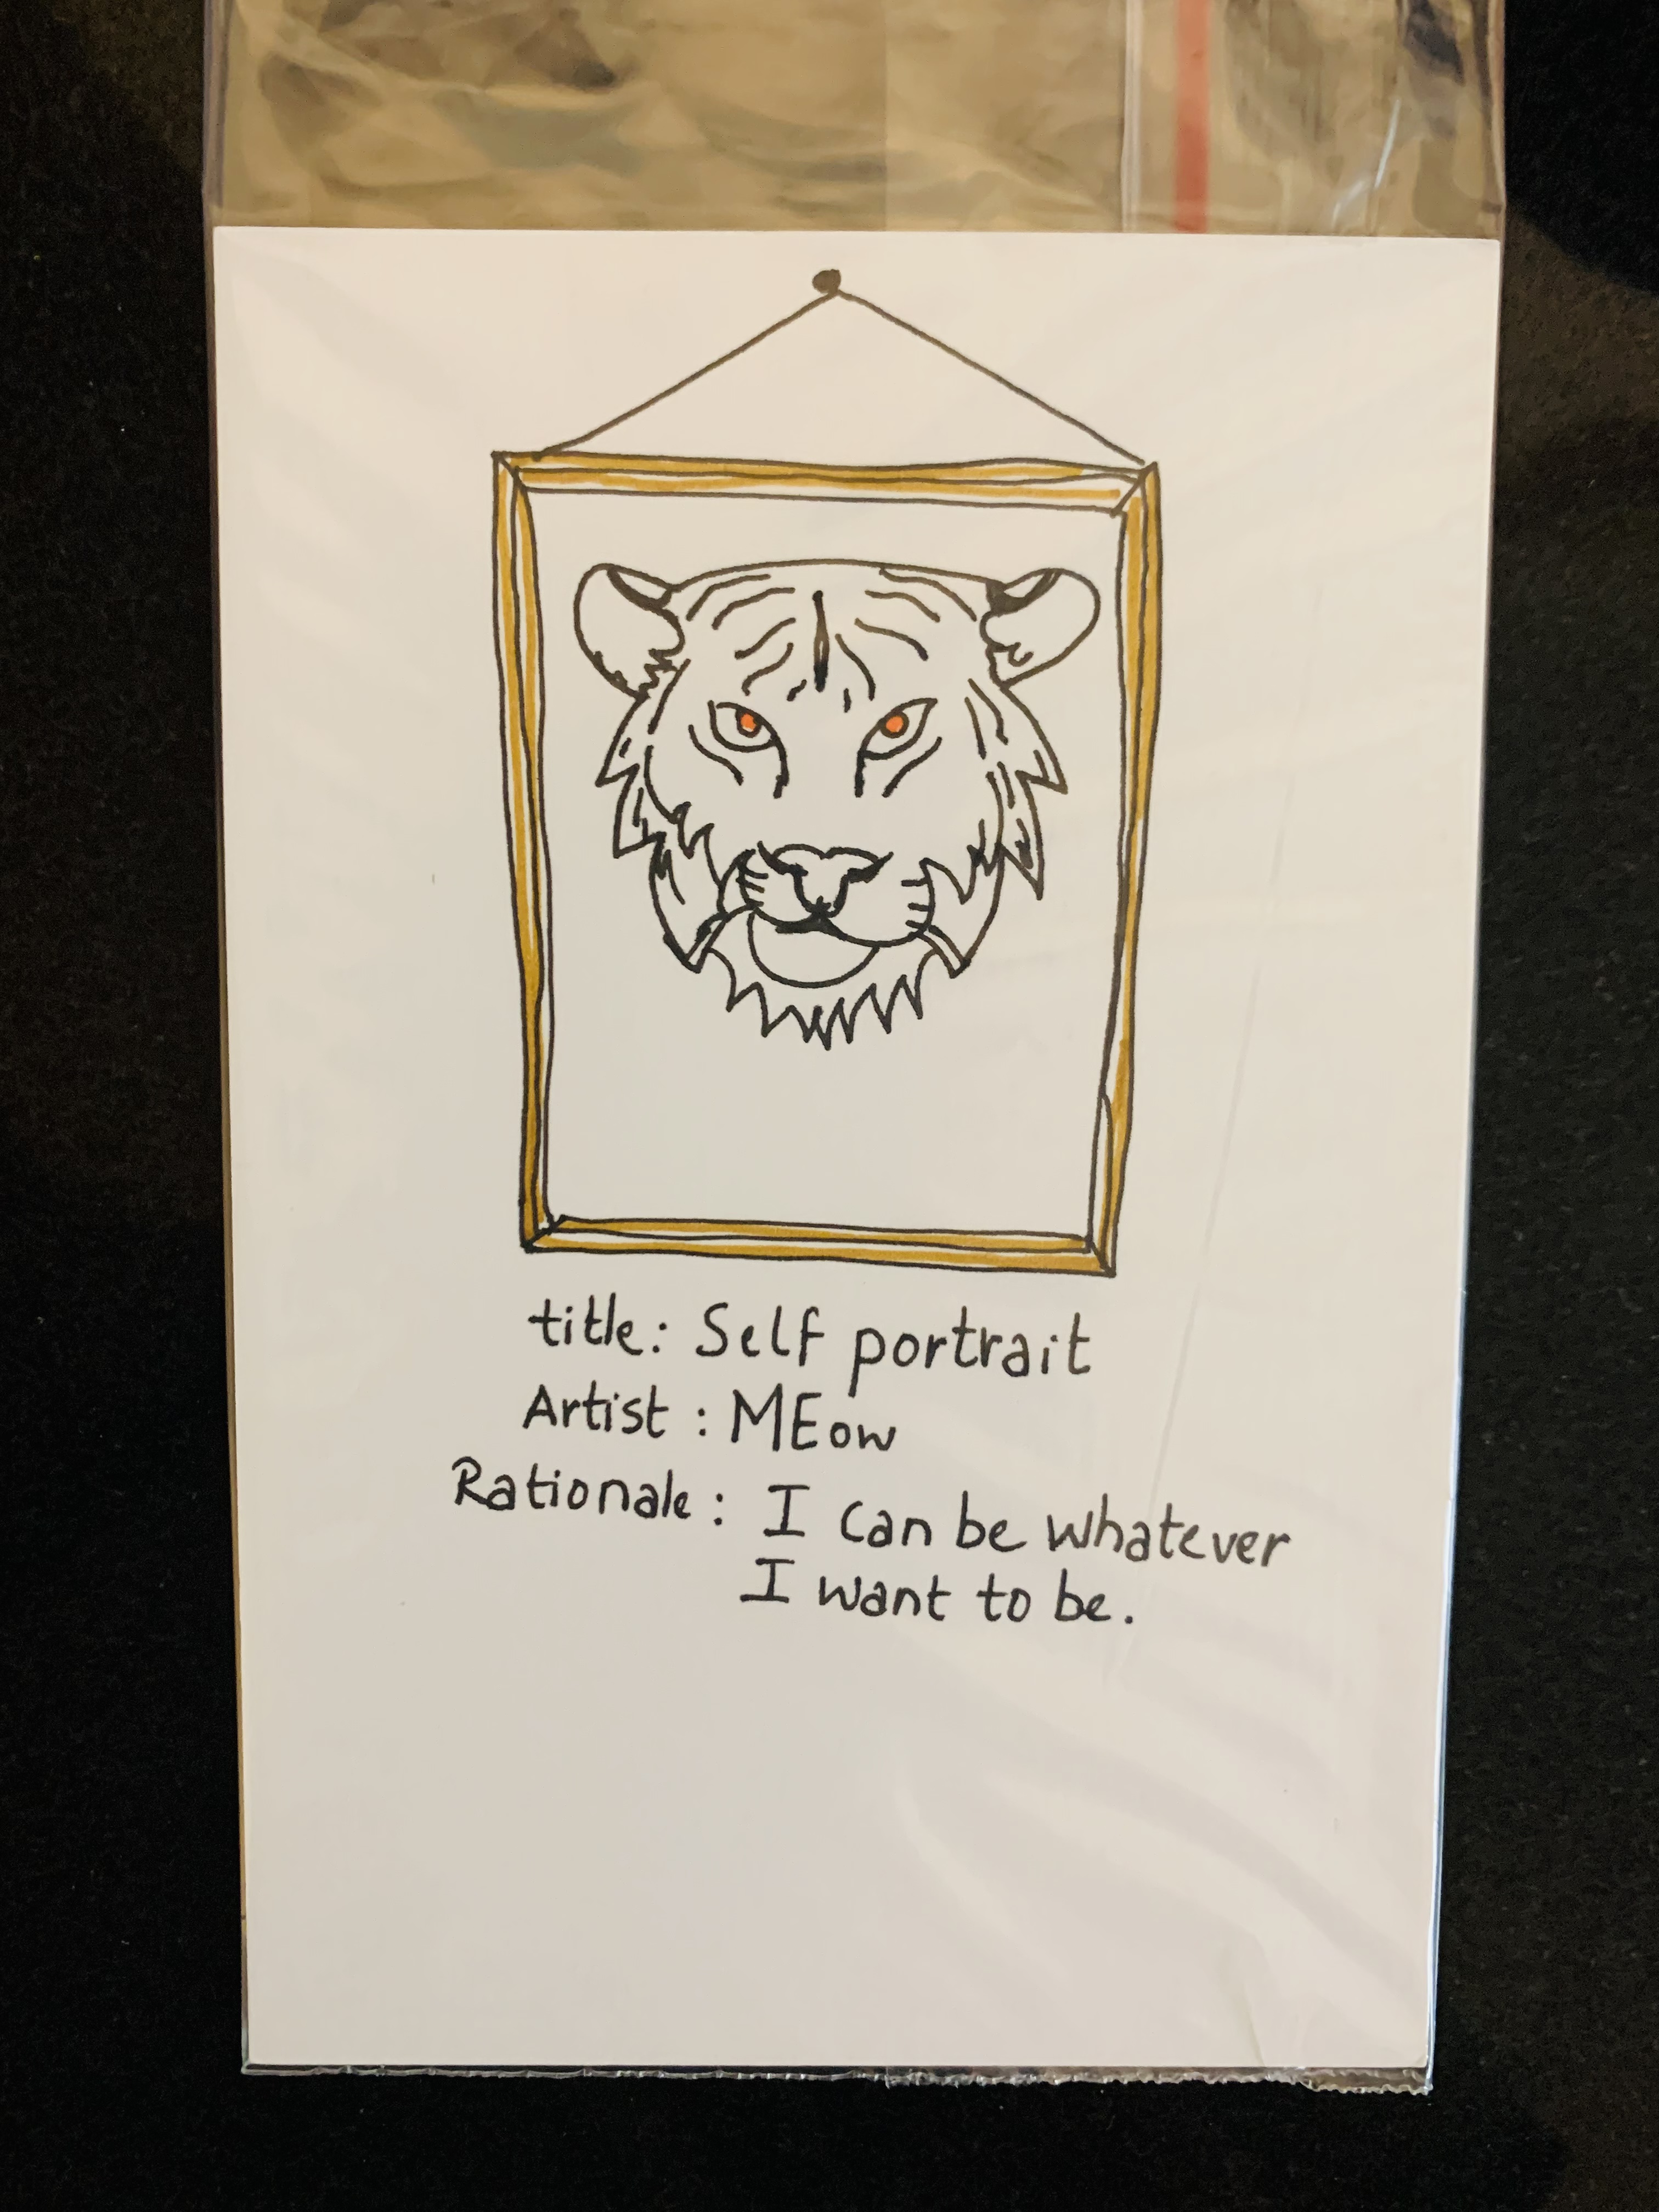 title: Self portrait
Artist : MEow
Rationale : I can be whatever
I want to be.